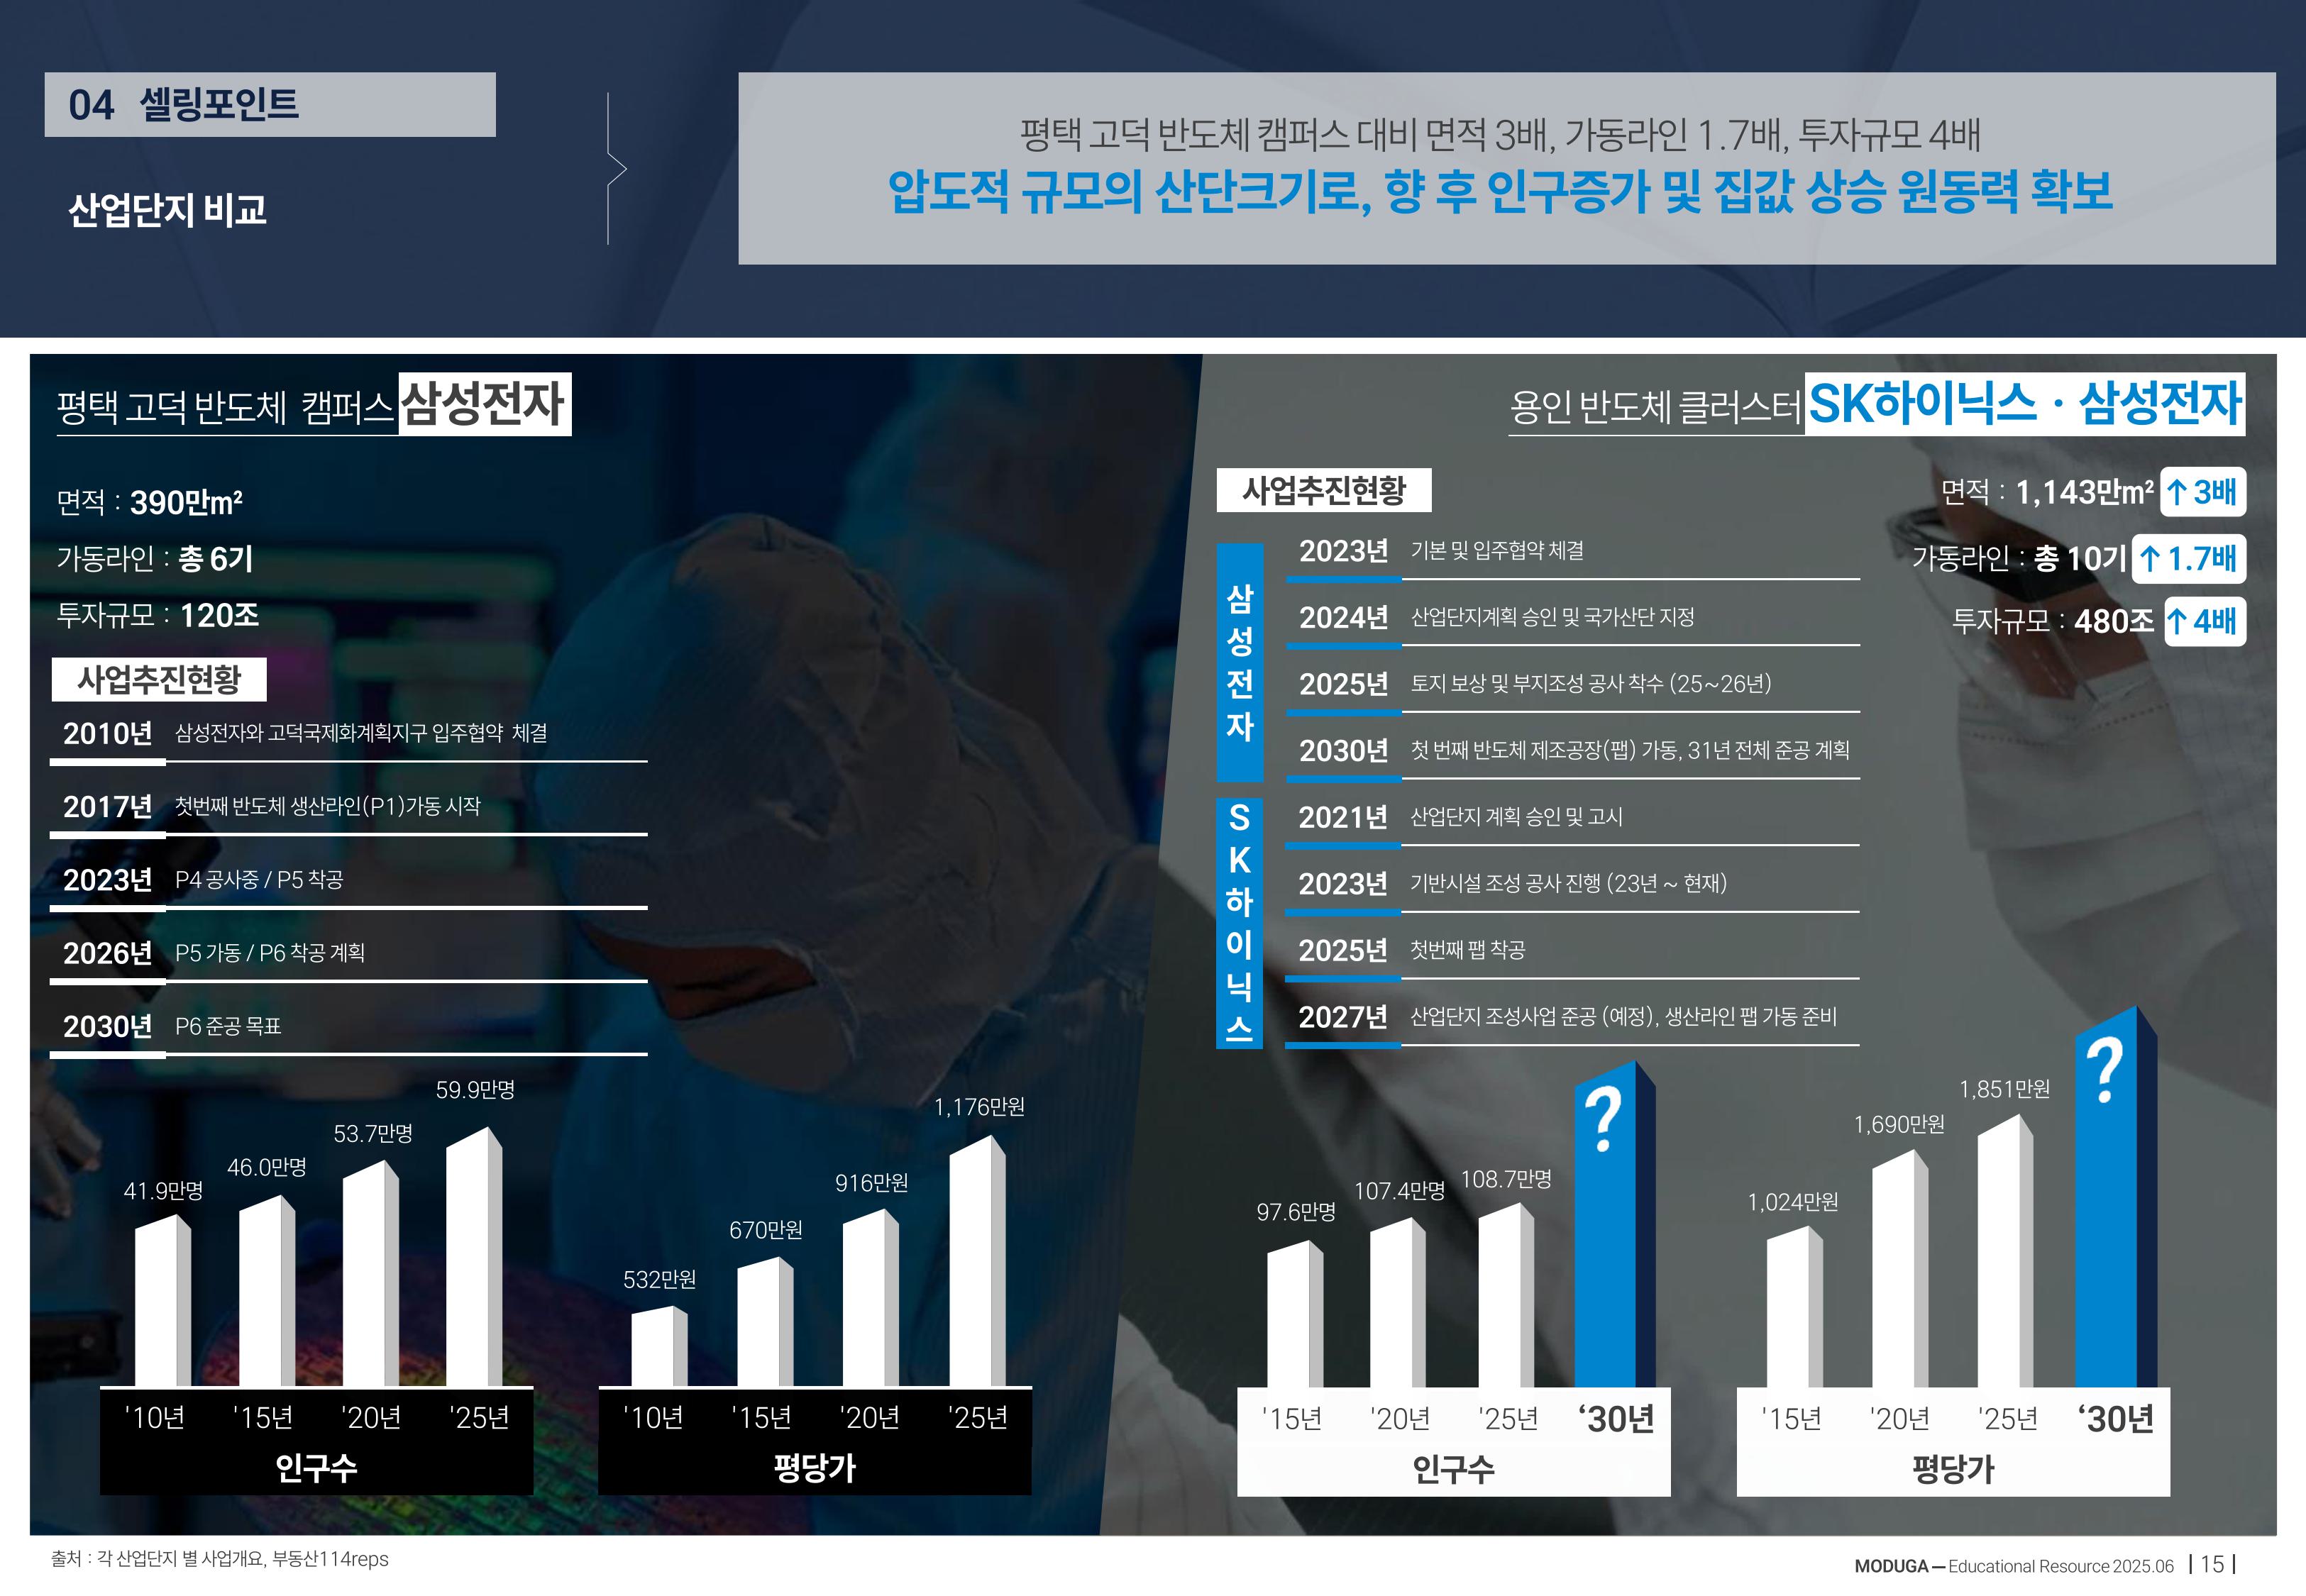 04 셀링포인트
산업단지 비교
평택 고덕 반도체 캠퍼스 대비 면적 3배, 가동라인 1.7배, 투자규모 4배
압도적 규모의 산단크기로, 향 후 인구증가 및 집값 상승 원동력 확보
평택 고덕 반도체 캠퍼스 삼성전자
면적 : 390만m²
가동라인 : 총 6기
투자규모 : 120조
사업추진현황
2010년 삼성전자와 고덕국제화계획지구 입주협약 체결
2017년 첫번째 반도체 생산라인(P1)가동 시작
2023년 P4 공사중 / P5 착공
2026년 P5 가동 / P6 착공 계획
2030년 P6 준공 목표
41.9만명 46.0만명 53.7만명 59.9만명
'10년 '15년 '20년 '25년
인구수
532만원 670만원 916만원 1,176만원
'10년 '15년 '20년 '25년
평당가
용인 반도체 클러스터 SK하이닉스 · 삼성전자
면적 : 1,143만m² ↑3배
가동라인 : 총 10기 ↑1.7배
투자규모 : 480조 ↑4배
사업추진현황
삼성전자
2023년 기본 및 입주협약 체결
2024년 산업단지계획 승인 및 국가산단 지정
2025년 토지 보상 및 부지조성 공사 착수 (25~26년)
2030년 첫 번째 반도체 제조공장(팹) 가동, 31년 전체 준공 계획
SK하이닉스
2021년 산업단지 계획 승인 및 고시
2023년 기반시설 조성 공사 진행 (23년 ~ 현재)
2025년 첫번째 팹 착공
2027년 산업단지 조성사업 준공 (예정), 생산라인 팹 가동 준비
97.6만명 107.4만명 108.7만명 ?
'15년 '20년 '25년 ‘30년
인구수
1,024만원 1,690만원 1,851만원 ?
'15년 '20년 '25년 ‘30년
평당가
출처 : 각 산업단지 별 사업개요, 부동산114reps
MODUGA — Educational Resource 2025.06 | 15 |